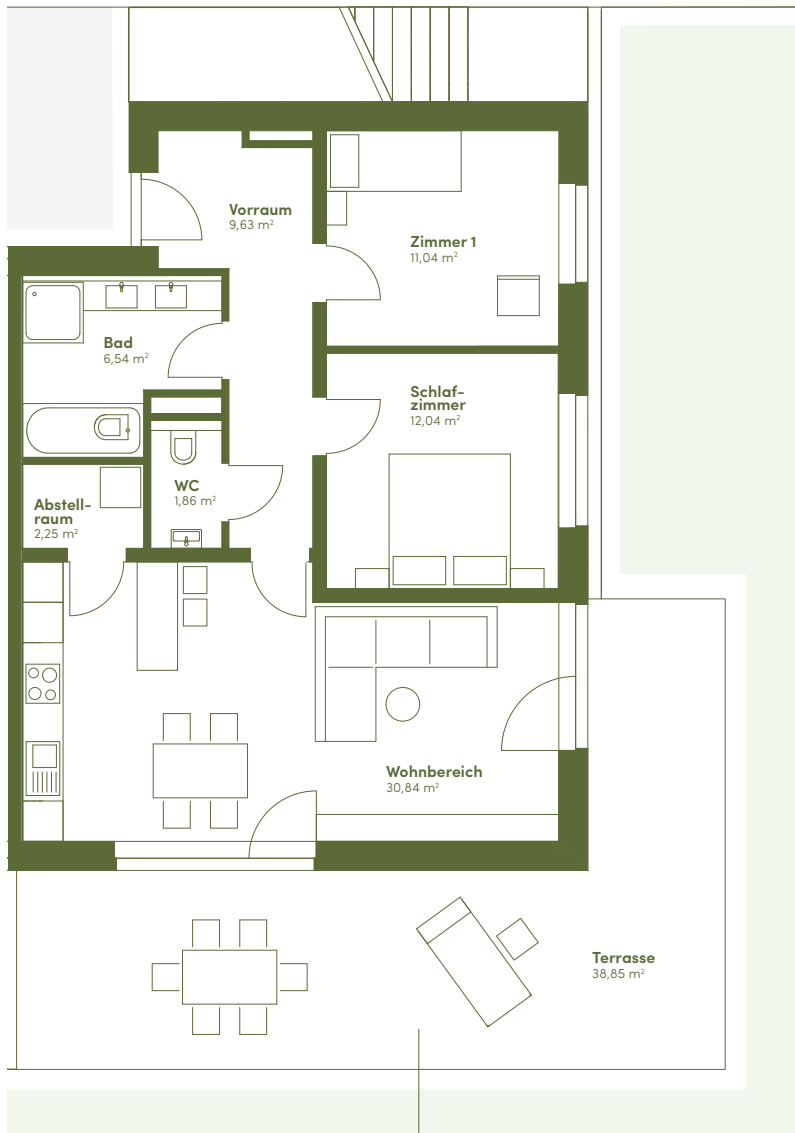 Vorraum
9,63 m²
Zimmer 1
11,04 m²
Bad
6,54 m²
Schlaf-
zimmer
12,04 m²
WC
1,86 m²
Abstell-
raum
2,25 m²
Wohnbereich
30,84 m²
Terrasse
38,85 m²